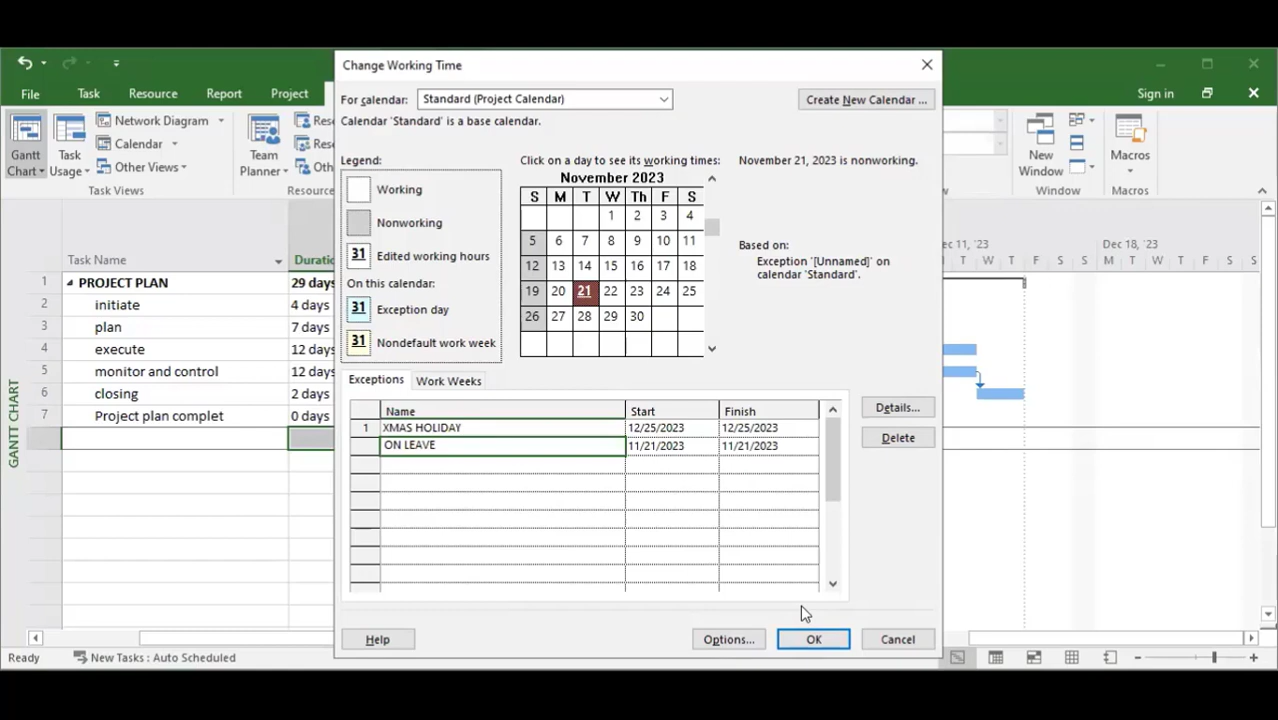 Change Working Time
File Task Resource Report Project Sign in
For calendar: Standard (Project Calendar) Create New Calendar ...
Calendar 'Standard' is a base calendar.
Gantt Chart
Task Usage
Network Diagram
Calendar
Other Views
Task Views
Team Planner
Res
Res
Oth
Resource
New Window
Window
Macros
Macros
Legend:
Working
Nonworking
31 Edited working hours
On this calendar:
31 Exception day
31 Nondefault work week
Click on a day to see its working times:
November 2023
S M T W Th F S
1 2 3 4
5 6 7 8 9 10 11
12 13 14 15 16 17 18
19 20 21 22 23 24 25
26 27 28 29 30
November 21, 2023 is nonworking.
Based on:
Exception '[Unnamed]' on
calendar 'Standard'.
Exceptions Work Weeks
Name Start Finish
1 XMAS HOLIDAY 12/25/2023 12/25/2023
ON LEAVE 11/21/2023 11/21/2023
Details...
Delete
Help Options... OK Cancel
Task Name Duratio
1 PROJECT PLAN 29 days
2 initiate 4 days
3 plan 7 days
4 execute 12 days
5 monitor and control 12 days
6 closing 2 days
7 Project plan complet 0 days
ec 11, '23 Dec 18, '23
T W T F S S M T W T F S S
GANTT CHART
Ready New Tasks : Auto Scheduled